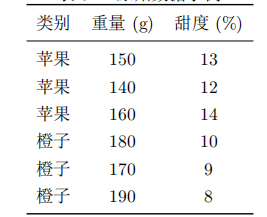 类别 重量 (g) 甜度 (%)
苹果 150 13
苹果 140 12
苹果 160 14
橙子 180 10
橙子 170 9
橙子 190 8